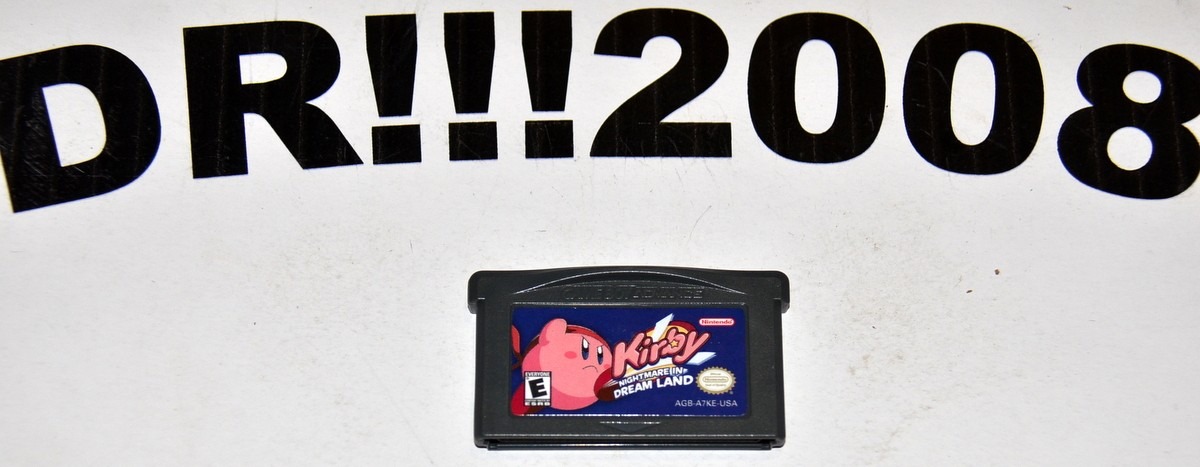 DR!!!2008
GAME BOY ADVANCE
Nintendo
Kirby
NIGHTMARE IN
DREAM LAND
EVERYONE
E
ESRB
AGB-A7KE-USA